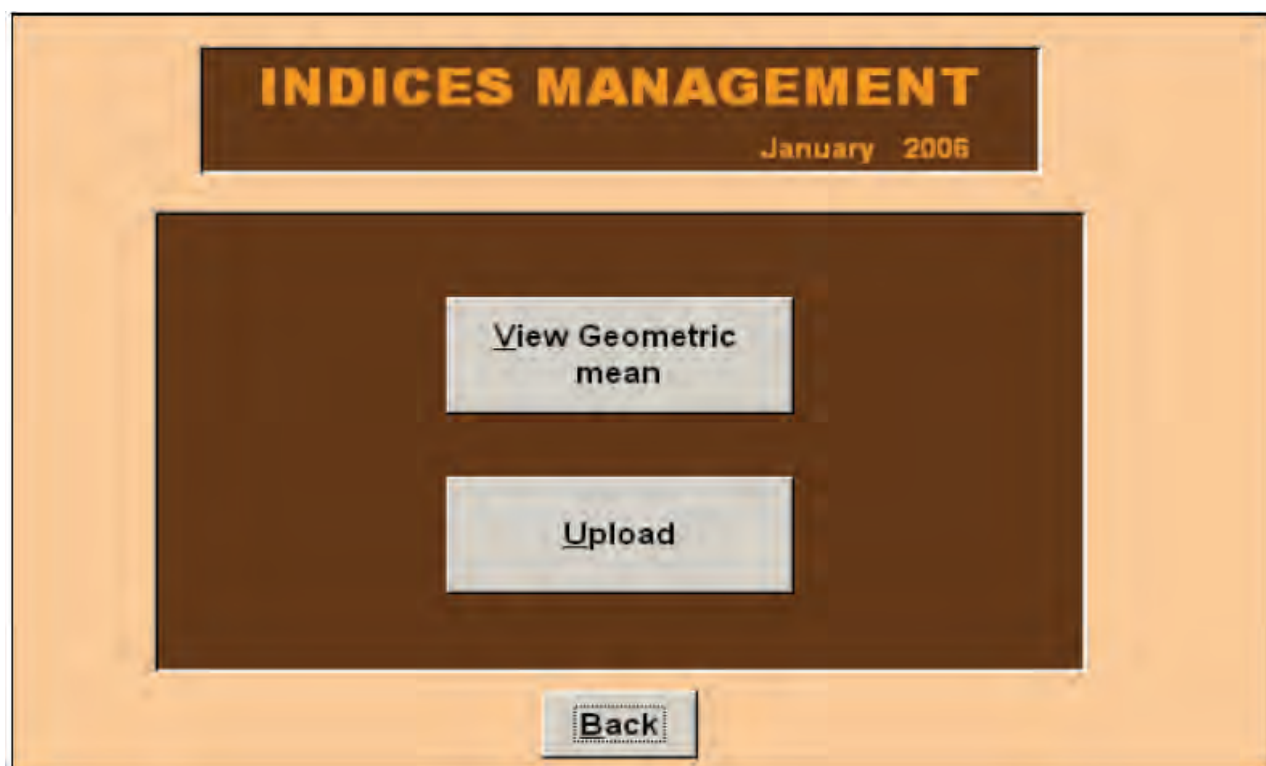 INDICES MANAGEMENT
January 2006
View Geometric
mean
Upload
Back